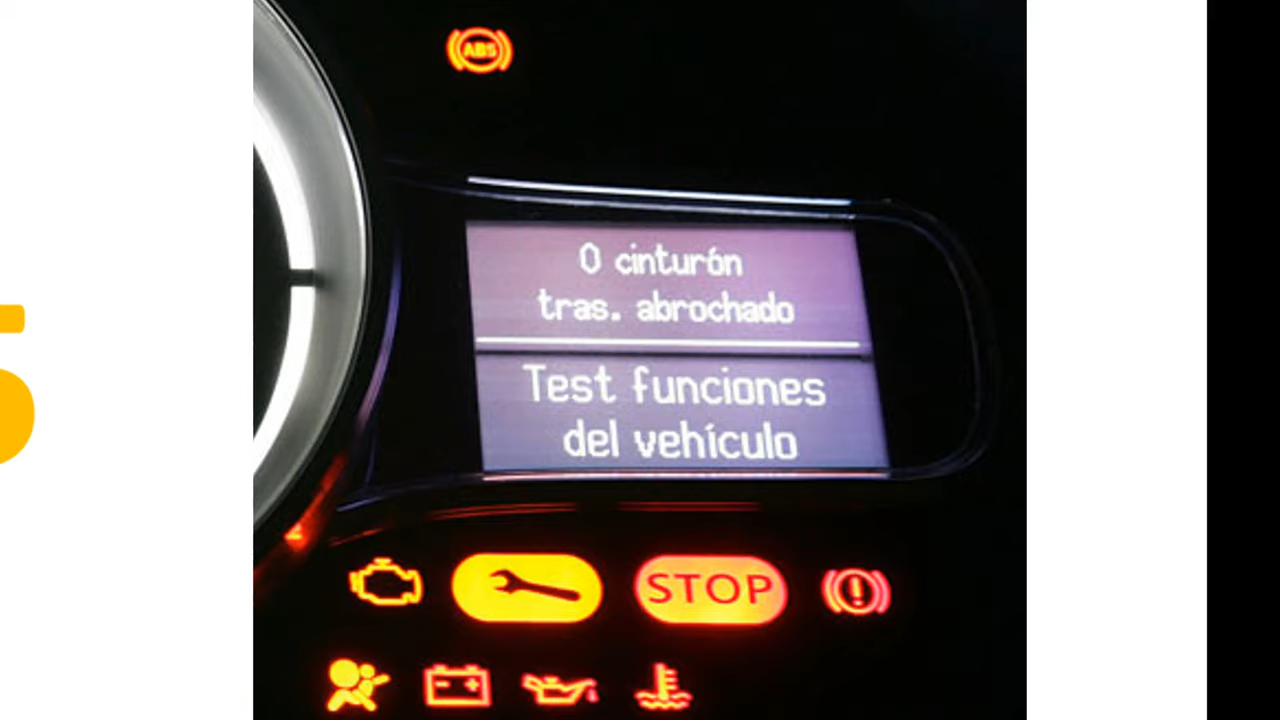 ABS
0 cinturón
tras. abrochado
Test funciones
del vehículo
STOP